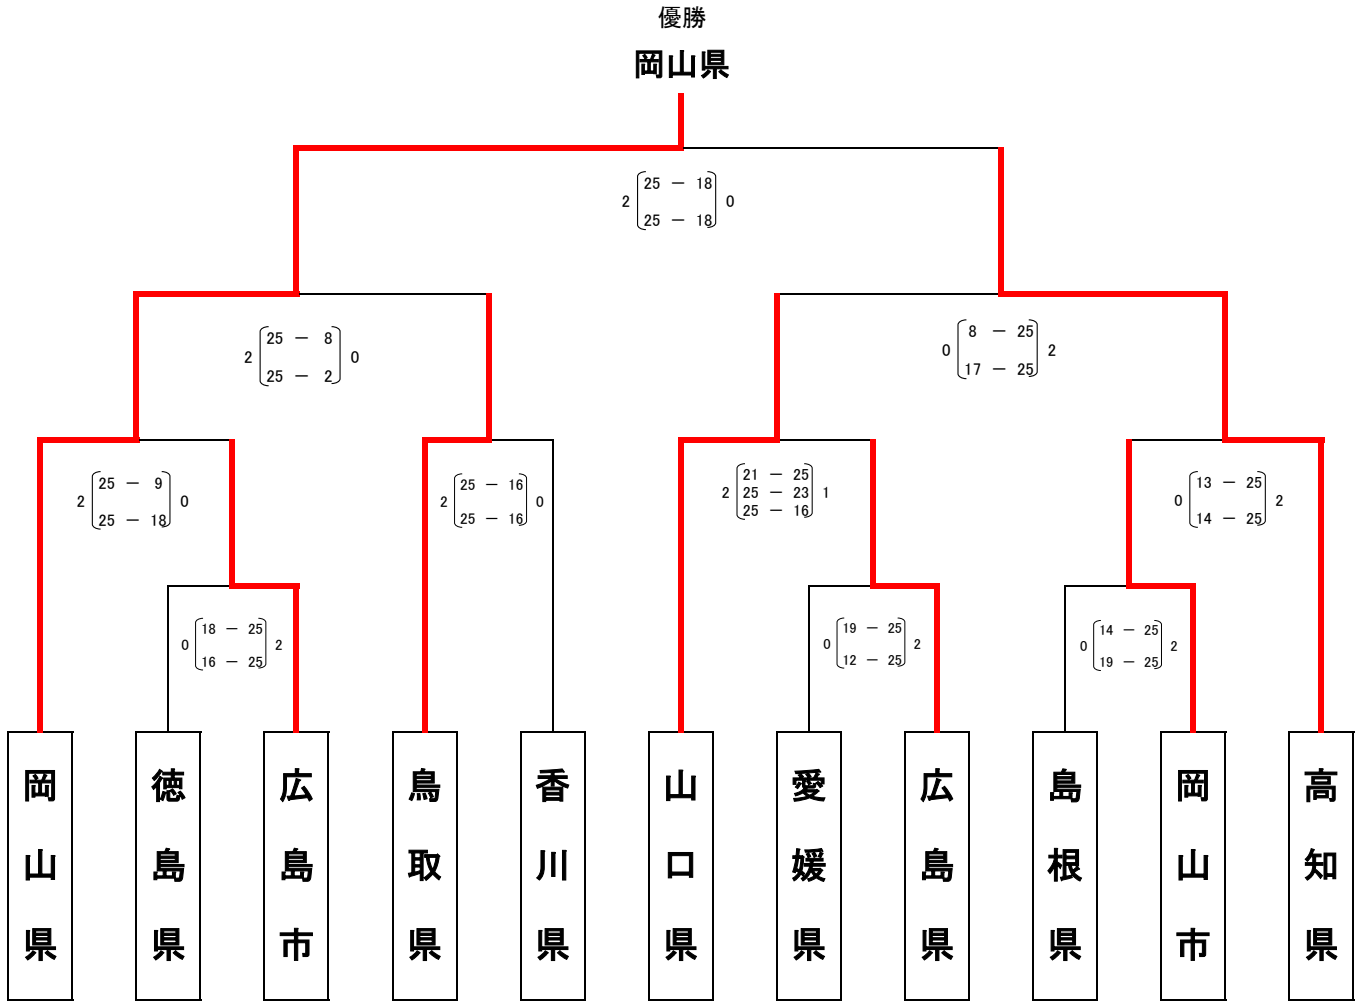 優勝
岡山県
25 － 18
2 0
25 － 18
25 － 8
2 0
25 － 2
8 － 25
0 2
17 － 25
25 － 9
2 0
25 － 18
25 － 16
2 0
25 － 16
21 － 25
2 25 － 23 1
25 － 16
13 － 25
0 2
14 － 25
18 － 25
0 2
16 － 25
19 － 25
0 2
12 － 25
14 － 25
0 2
19 － 25
岡山県
徳島県
広島市
鳥取県
香川県
山口県
愛媛県
広島県
島根県
岡山市
高知県